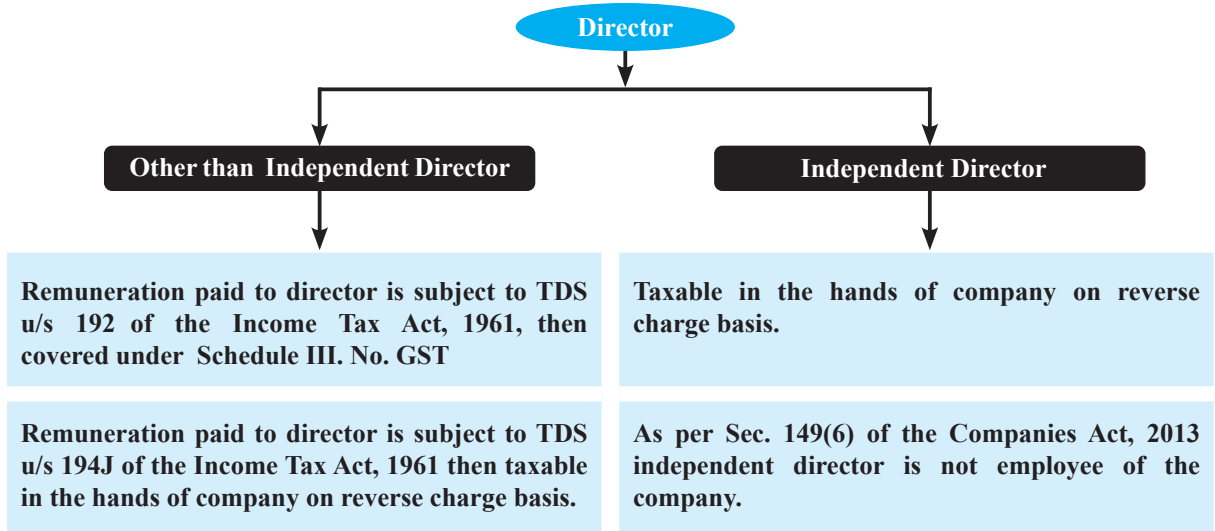 Director
Other than Independent Director
Independent Director
Remuneration paid to director is subject to TDS
u/s 192 of the Income Tax Act, 1961, then
covered under Schedule III. No. GST
Taxable in the hands of company on reverse
charge basis.
Remuneration paid to director is subject to TDS
u/s 194J of the Income Tax Act, 1961 then taxable
in the hands of company on reverse charge basis.
As per Sec. 149(6) of the Companies Act, 2013
independent director is not employee of the
company.